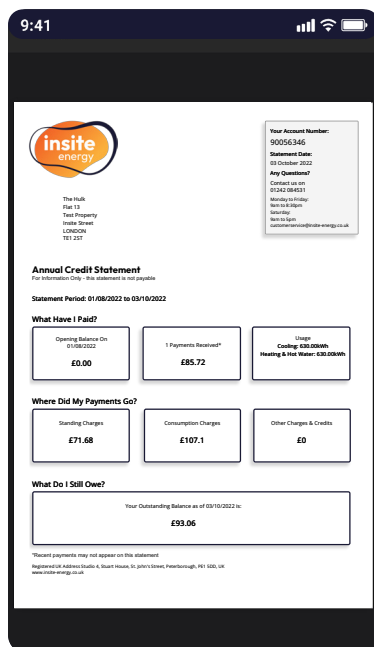 9:41
insite
energy
Your Account Number:
90056346
Statement Date:
03 October 2022
Any Questions?
Contact us on
01242 084531
Monday to Friday:
9am to 8:30pm
Saturday:
9am to 5pm
customerservice@insite-energy.co.uk
The Hulk
Flat 13
Test Property
Insite Street
LONDON
TE1 2ST
Annual Credit Statement
For Information Only - this statement is not payable
Statement Period: 01/08/2022 to 03/10/2022
What Have I Paid?
Opening Balance On
01/08/2022
£0.00
1 Payments Received*
£85.72
Usage
Cooling: 630.00kWh
Heating & Hot Water: 630.00kWh
Where Did My Payments Go?
Standing Charges
£71.68
Consumption Charges
£107.1
Other Charges & Credits
£0
What Do I Still Owe?
Your Outstanding Balance as of 03/10/2022 is:
£93.06
*Recent payments may not appear on this statement
Registered UK Address Studio 4, Stuart House, St. John's Street, Peterborough, PE1 5DD, UK
www.insite-energy.co.uk